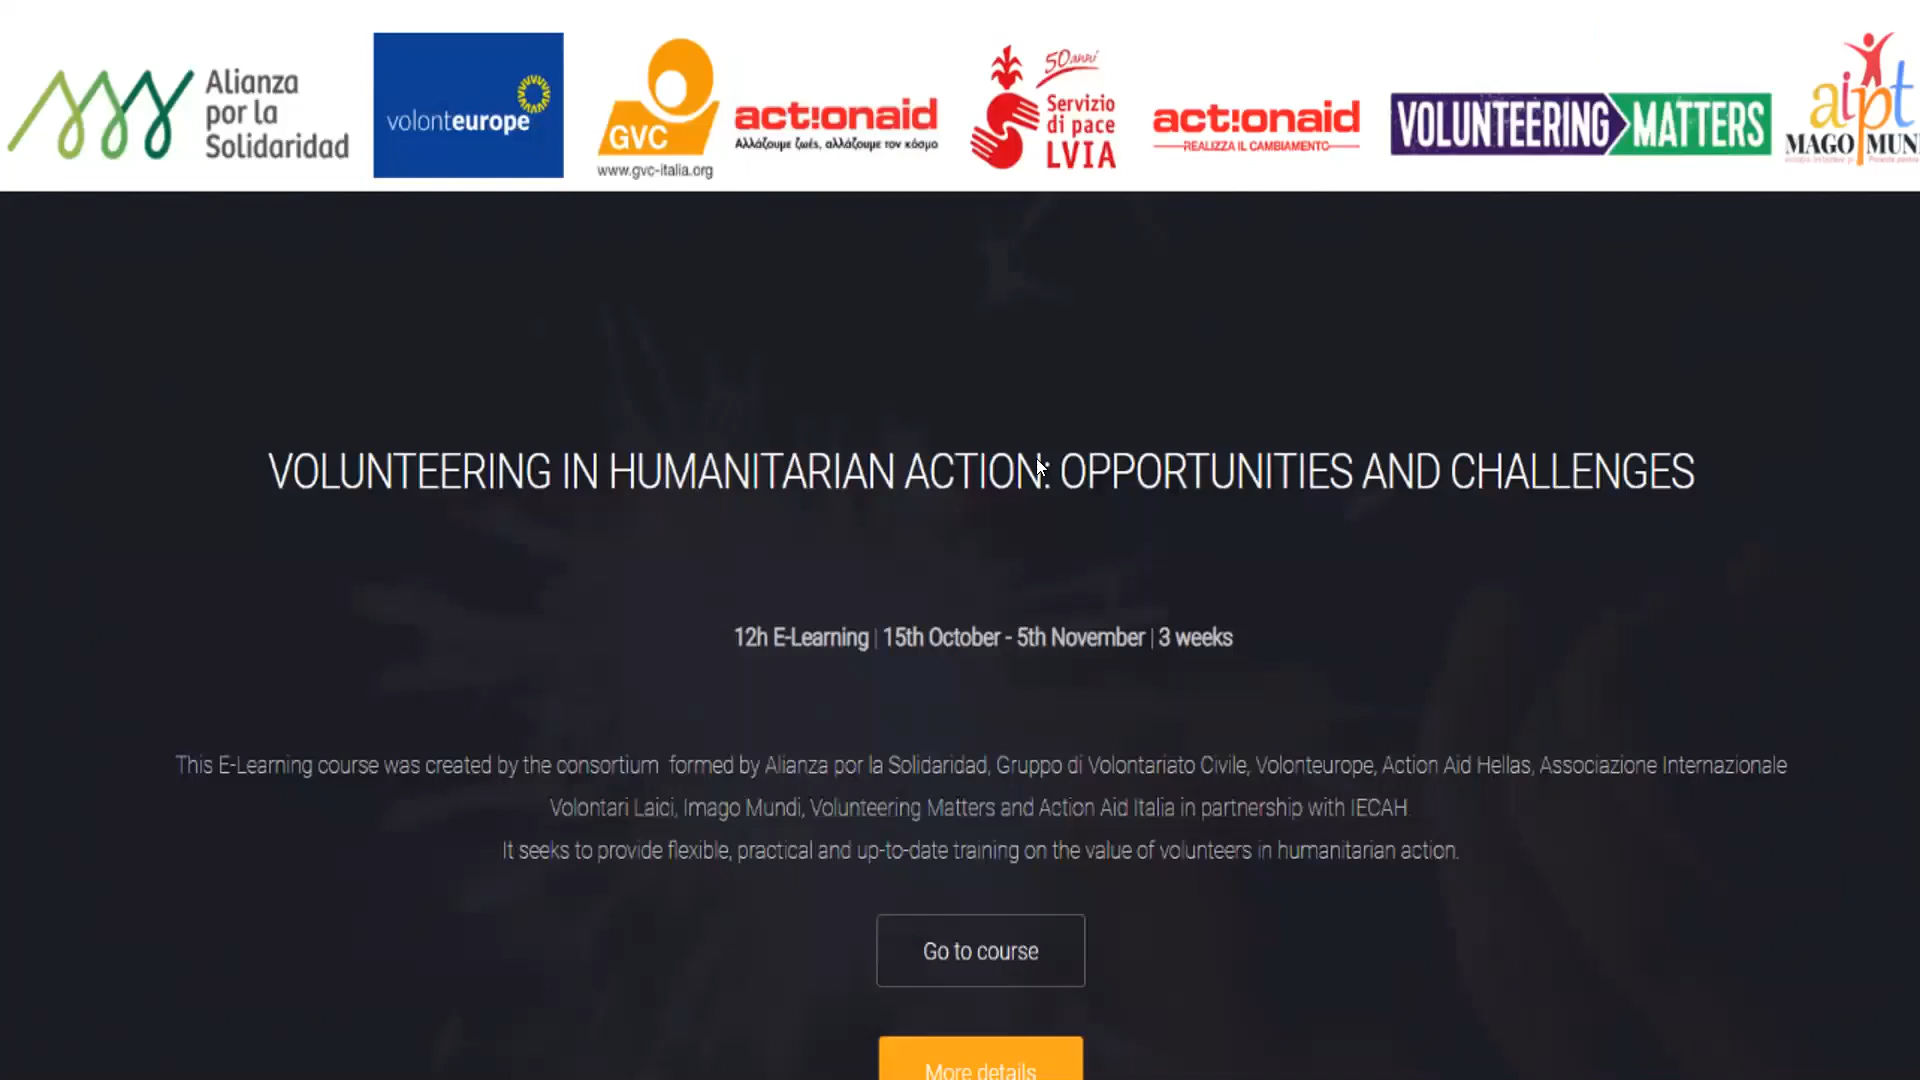 Alianza
por la
Solidaridad
volonteurope
GVC
www.gvc-italia.org
act!onaid
Αλλάζουμε ζωές, αλλάζουμε τον κόσμο
50 anni
Servizio
di pace
LVIA
act!onaid
REALIZZA IL CAMBIAMENTO
VOLUNTEERING MATTERS
aipt
MAGO MUN
VOLUNTEERING IN HUMANITARIAN ACTION: OPPORTUNITIES AND CHALLENGES
12h E-Learning | 15th October - 5th November | 3 weeks
This E-Learning course was created by the consortium formed by Alianza por la Solidaridad, Gruppo di Volontariato Civile, Volonteurope, Action Aid Hellas, Associazione Internazionale
Volontari Laici, Imago Mundi, Volunteering Matters and Action Aid Italia in partnership with IECAH
It seeks to provide flexible, practical and up-to-date training on the value of volunteers in humanitarian action.
Go to course
More details